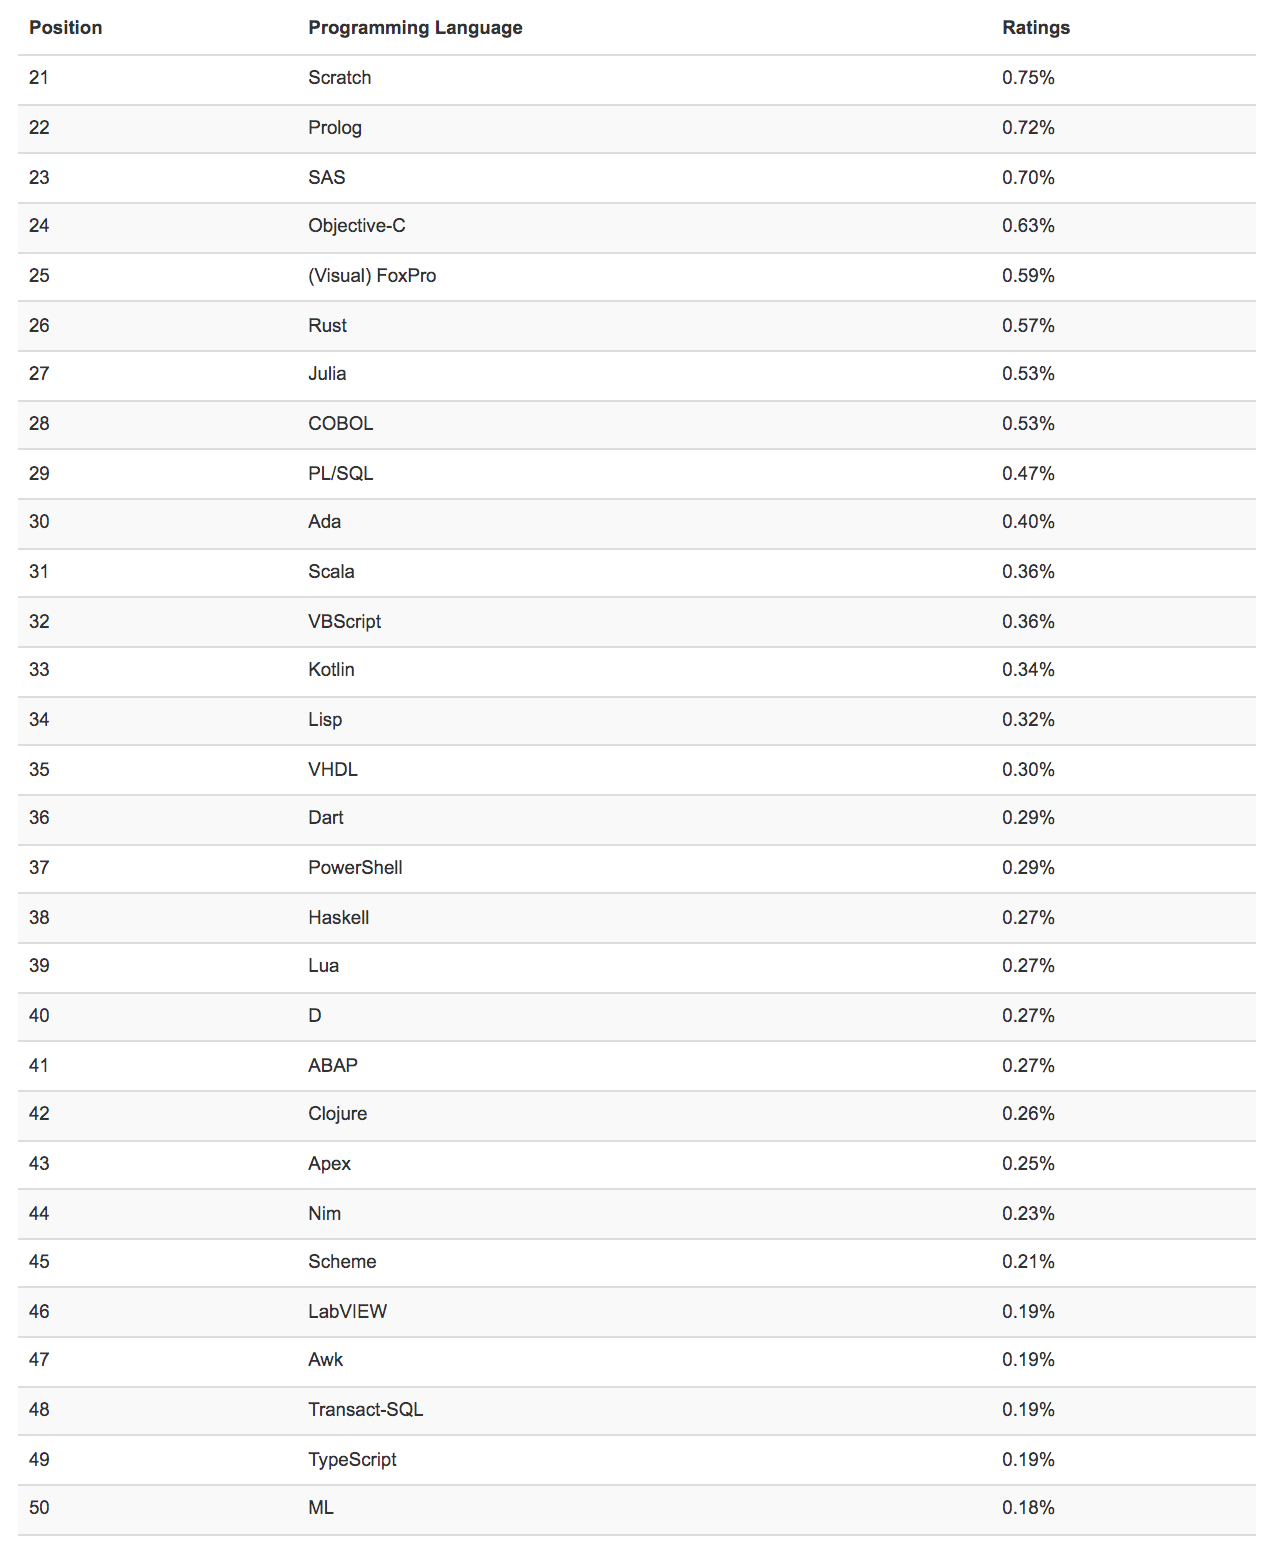 Position Programming Language Ratings
21 Scratch 0.75%
22 Prolog 0.72%
23 SAS 0.70%
24 Objective-C 0.63%
25 (Visual) FoxPro 0.59%
26 Rust 0.57%
27 Julia 0.53%
28 COBOL 0.53%
29 PL/SQL 0.47%
30 Ada 0.40%
31 Scala 0.36%
32 VBScript 0.36%
33 Kotlin 0.34%
34 Lisp 0.32%
35 VHDL 0.30%
36 Dart 0.29%
37 PowerShell 0.29%
38 Haskell 0.27%
39 Lua 0.27%
40 D 0.27%
41 ABAP 0.27%
42 Clojure 0.26%
43 Apex 0.25%
44 Nim 0.23%
45 Scheme 0.21%
46 LabVIEW 0.19%
47 Awk 0.19%
48 Transact-SQL 0.19%
49 TypeScript 0.19%
50 ML 0.18%